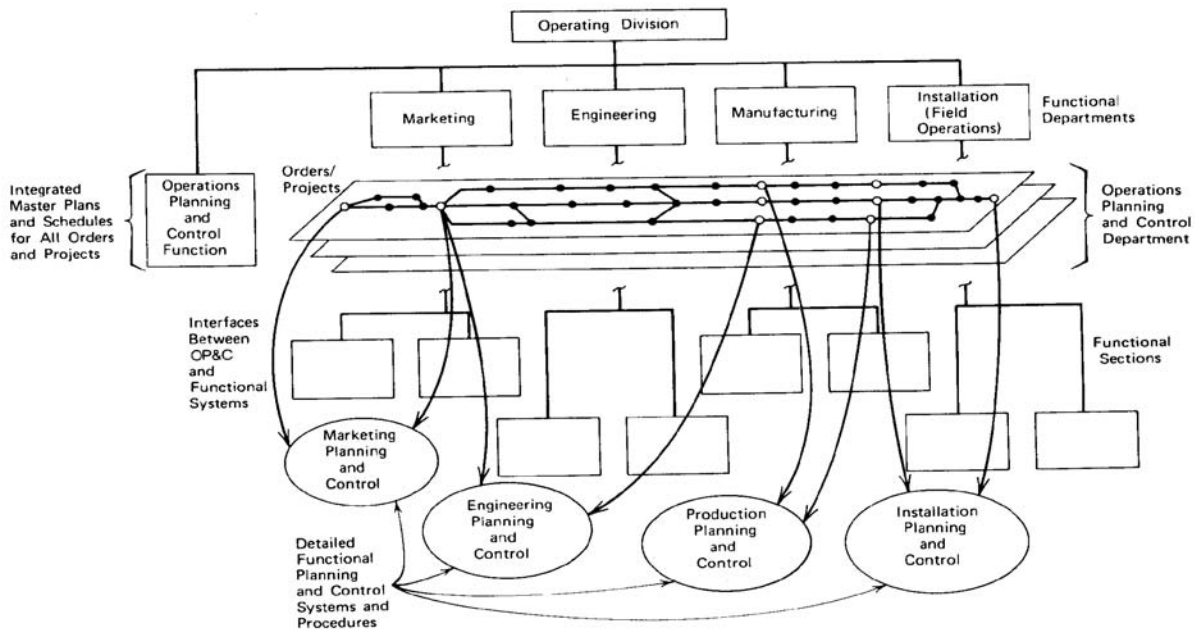 Operating Division
Marketing
Engineering
Manufacturing
Installation
(Field
Operations)
Functional
Departments
Integrated
Master Plans
and Schedules
for All Orders
and Projects
Operations
Planning
and
Control
Function
Orders/
Projects
Operations
Planning
and Control
Department
Interfaces
Between
OP&C
and
Functional
Systems
Functional
Sections
Marketing
Planning
and
Control
Engineering
Planning
and
Control
Production
Planning
and
Control
Installation
Planning
and
Control
Detailed
Functional
Planning
and Control
Systems and
Procedures